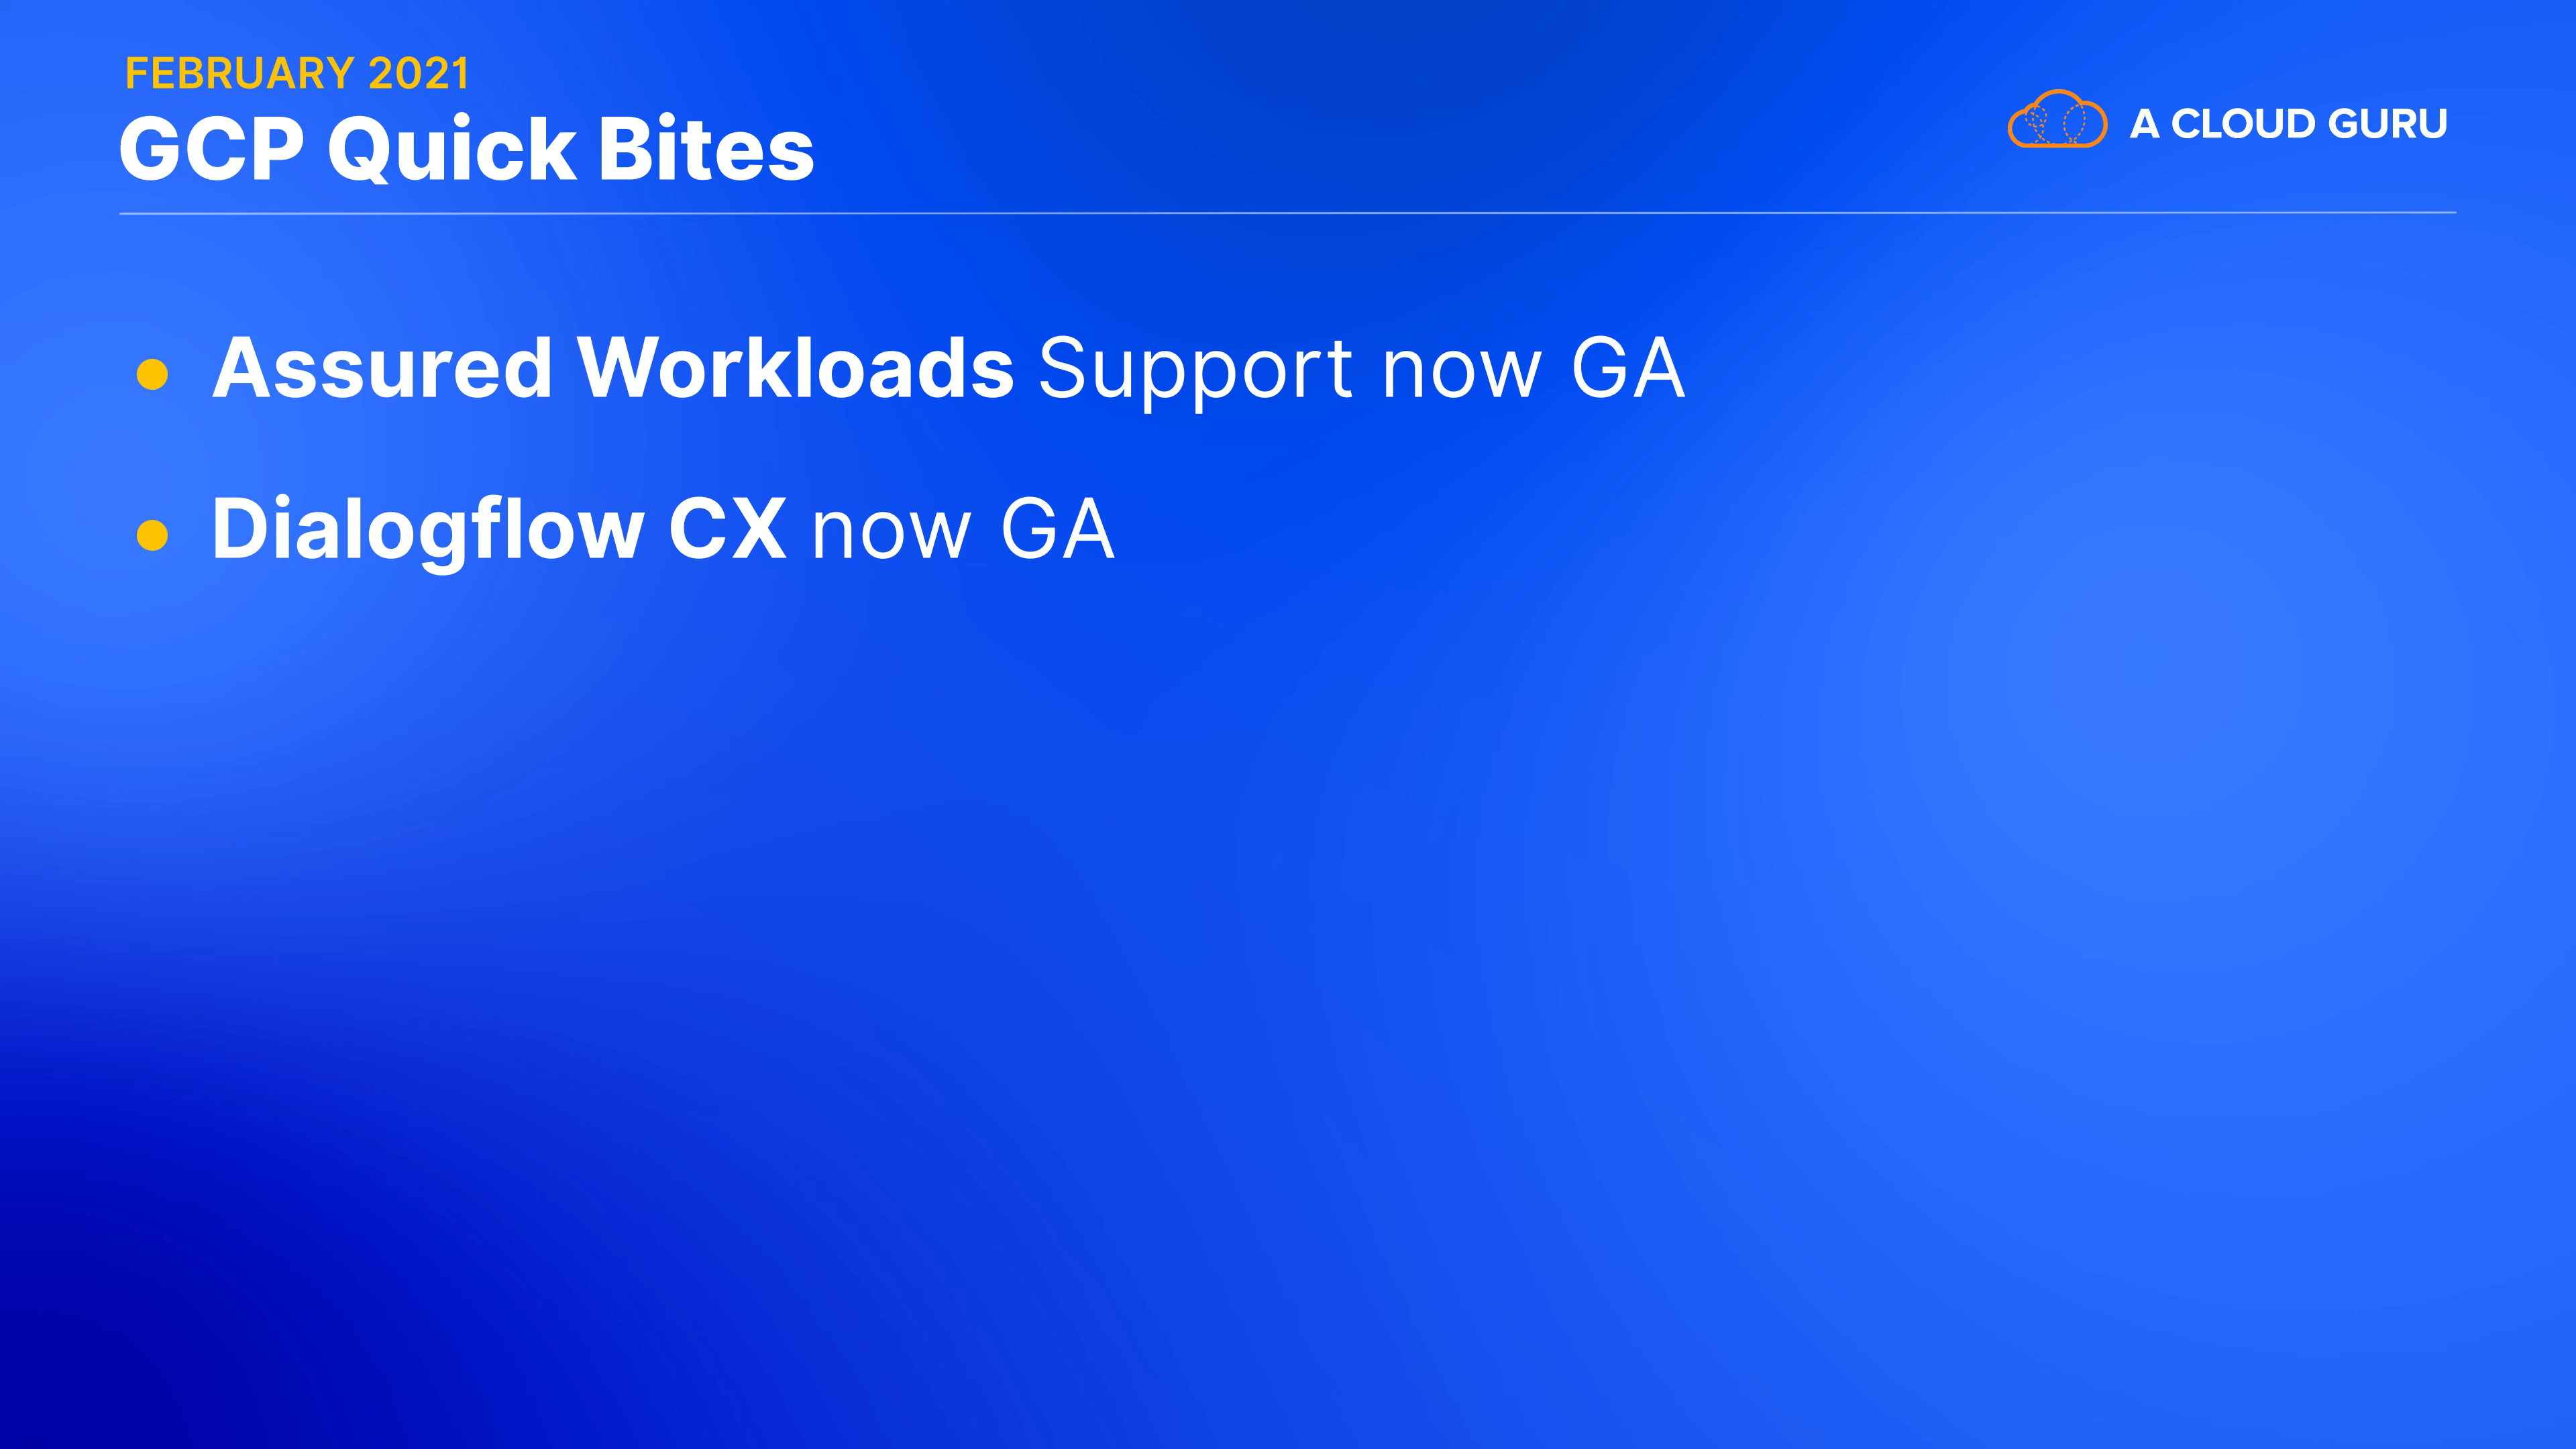 FEBRUARY 2021
GCP Quick Bites
A CLOUD GURU
Assured Workloads Support now GA
Dialogflow CX now GA